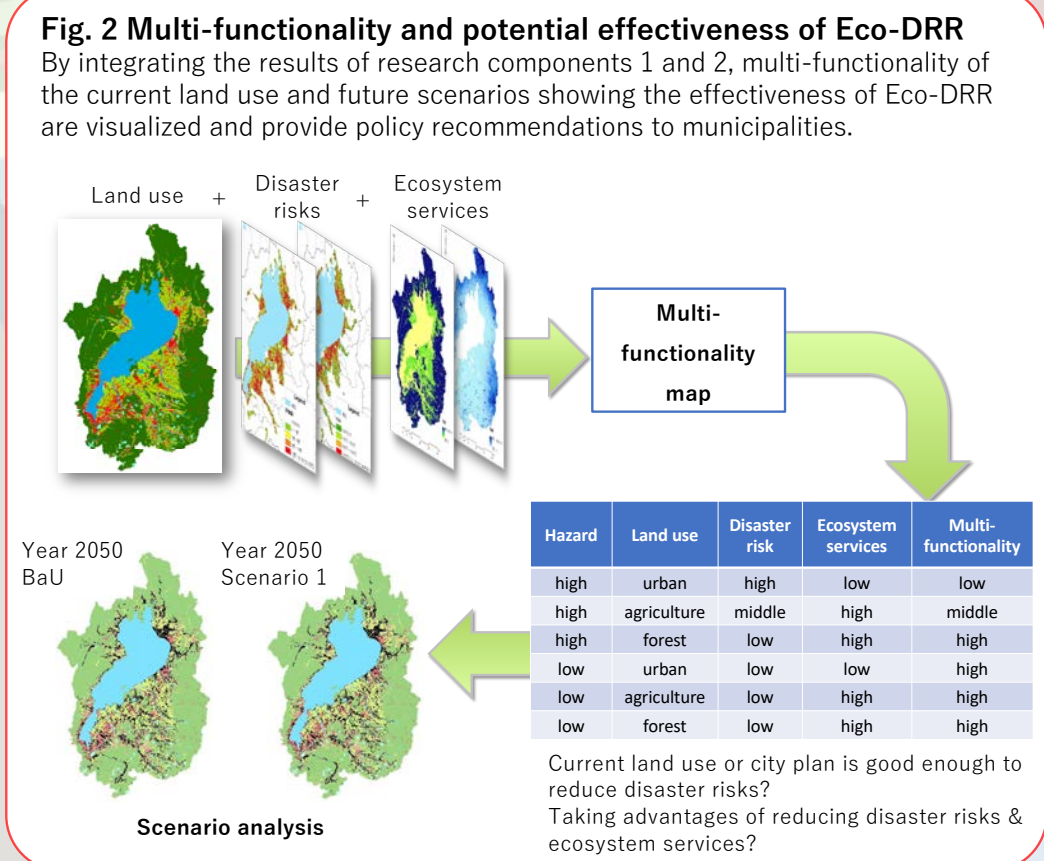 Fig. 2 Multi-functionality and potential effectiveness of Eco-DRR
By integrating the results of research components 1 and 2, multi-functionality of
the current land use and future scenarios showing the effectiveness of Eco-DRR
are visualized and provide policy recommendations to municipalities.
Land use + Disaster risks + Ecosystem services
Multi-
functionality
map
Hazard Land use Disaster risk Ecosystem services Multi-functionality
high urban high low low
high agriculture middle high middle
high forest low high high
low urban low low high
low agriculture low high high
low forest low high high
Year 2050
BaU
Year 2050
Scenario 1
Scenario analysis
Current land use or city plan is good enough to
reduce disaster risks?
Taking advantages of reducing disaster risks &
ecosystem services?